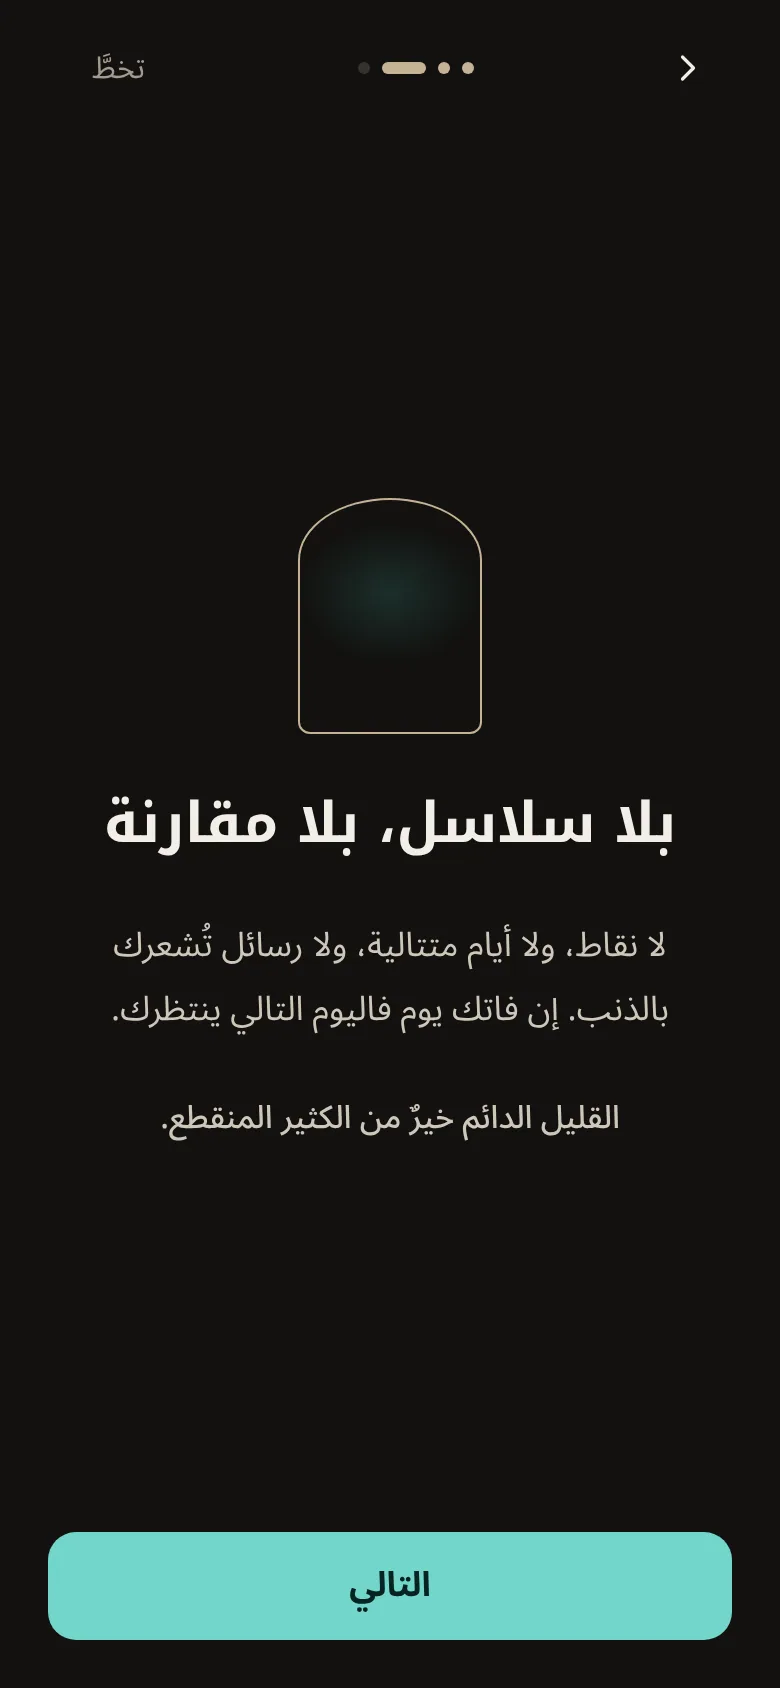 تخطَّ
بلا سلاسل، بلا مقارنة
لا نقاط، ولا أيام متتالية، ولا رسائل تُشعرك
بالذنب. إن فاتك يوم فاليوم التالي ينتظرك.
القليل الدائم خيرٌ من الكثير المنقطع.
التالي